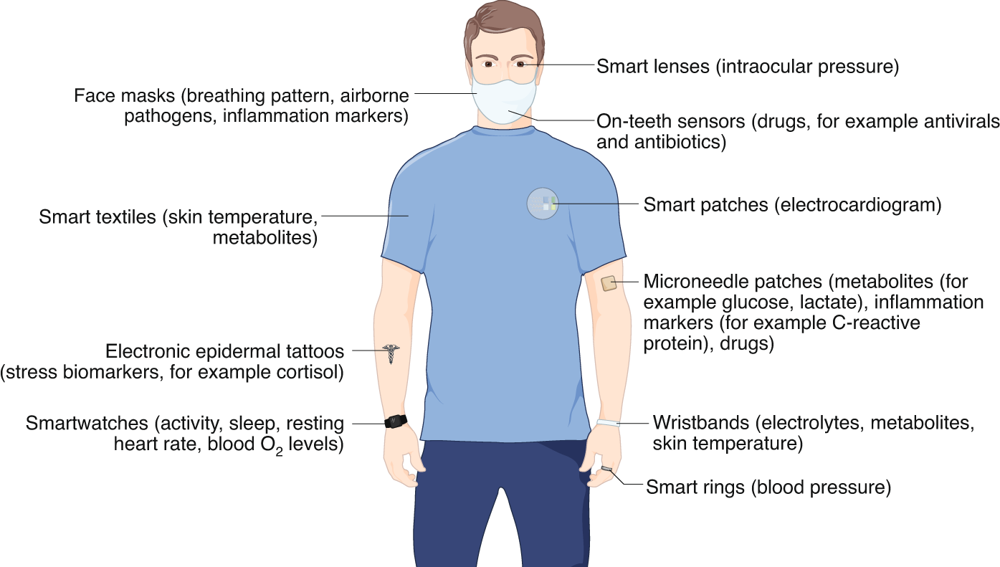 Smart lenses (intraocular pressure)
Face masks (breathing pattern, airborne
pathogens, inflammation markers)
On-teeth sensors (drugs, for example antivirals
and antibiotics)
Smart patches (electrocardiogram)
Smart textiles (skin temperature,
metabolites)
Microneedle patches (metabolites (for
example glucose, lactate), inflammation
markers (for example C-reactive
protein), drugs)
Electronic epidermal tattoos
(stress biomarkers, for example cortisol)
Smartwatches (activity, sleep, resting
heart rate, blood O₂ levels)
Wristbands (electrolytes, metabolites,
skin temperature)
Smart rings (blood pressure)